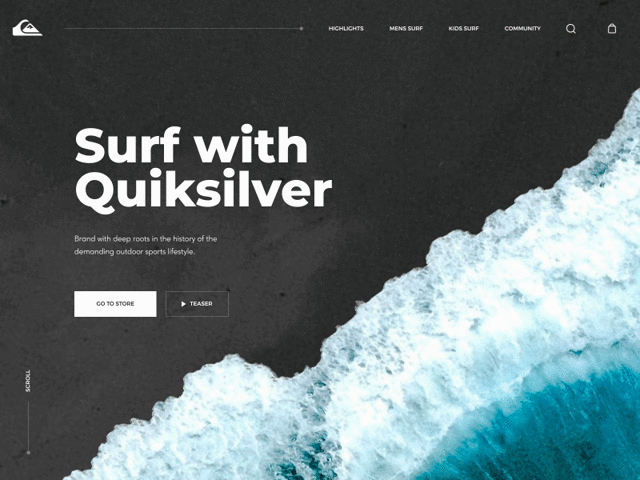 HIGHLIGHTS
MENS SURF
KIDS SURF
COMMUNITY
Surf with
Quiksilver
Brand with deep roots in the history of the
demanding outdoor sports lifestyle.
GO TO STORE
TEASER
SCROLL